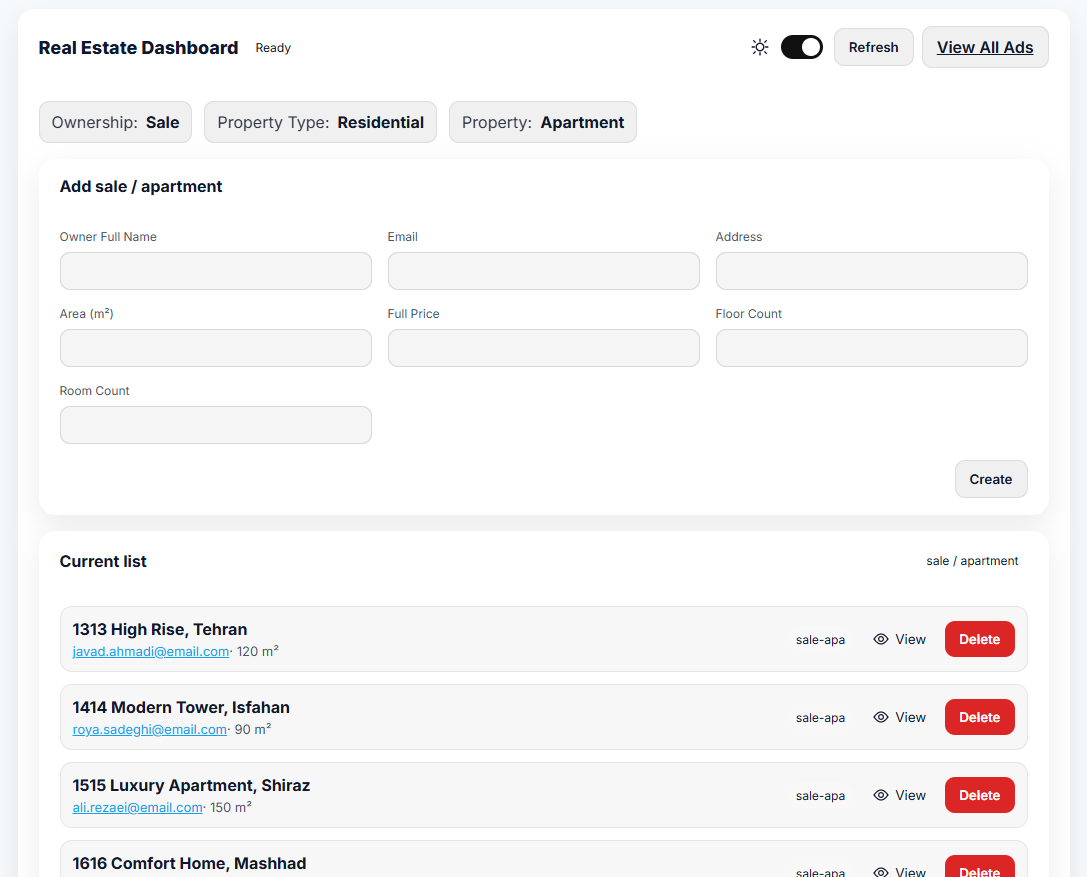 Real Estate Dashboard Ready Refresh View All Ads
Ownership: Sale Property Type: Residential Property: Apartment
Add sale / apartment
Owner Full Name Email Address
Area (m²) Full Price Floor Count
Room Count
Create
Current list sale / apartment
1313 High Rise, Tehran
javad.ahmadi@email.com· 120 m²
sale-apa View Delete
1414 Modern Tower, Isfahan
roya.sadeghi@email.com· 90 m²
sale-apa View Delete
1515 Luxury Apartment, Shiraz
ali.rezaei@email.com· 150 m²
sale-apa View Delete
1616 Comfort Home, Mashhad
sale-apa View Delete